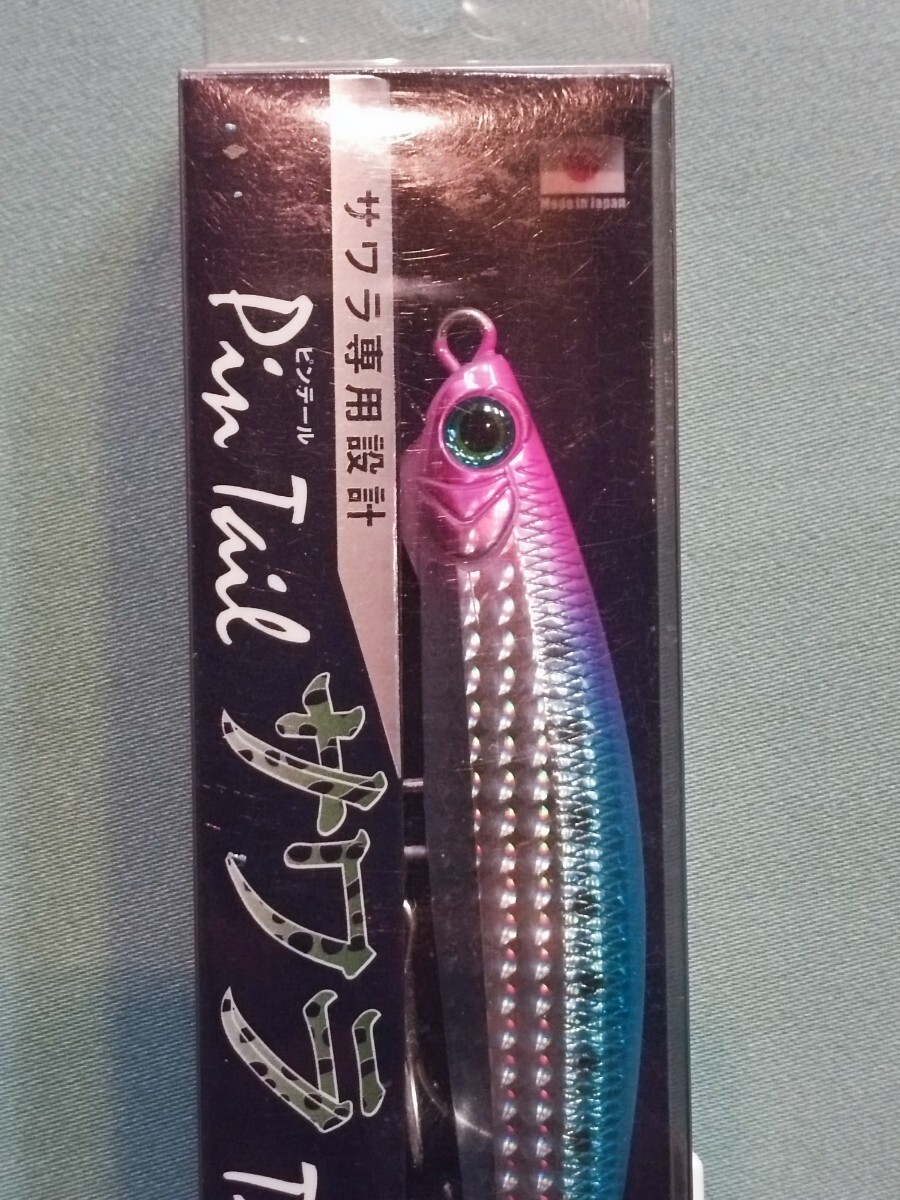 Made in Japan
サワラ専用設計
ピンテール
Pin Tail サワラ